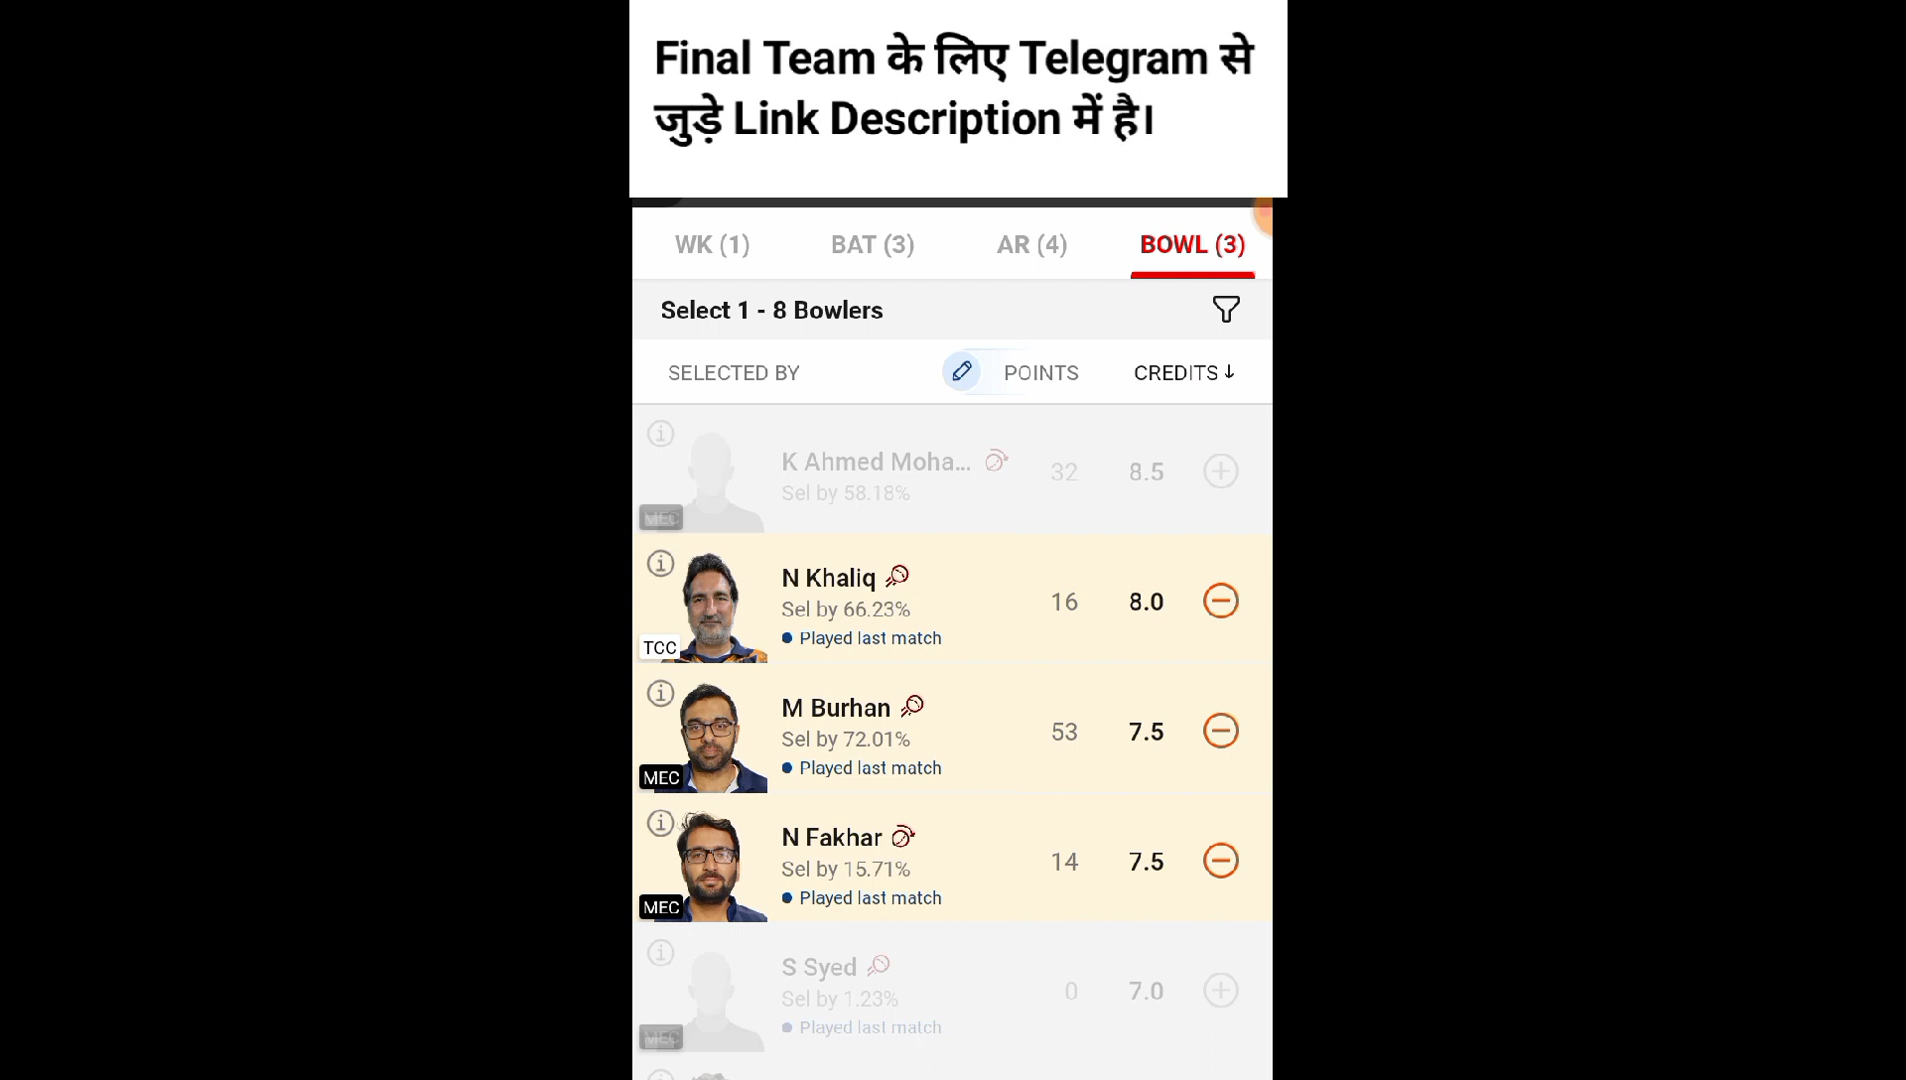 Final Team के लिए Telegram से
जुड़े Link Description में है।
WK (1) BAT (3) AR (4) BOWL (3)
Select 1 - 8 Bowlers
SELECTED BY POINTS CREDITS ↓
K Ahmed Moha... 32 8.5
Sel by 58.18%
MEC
N Khaliq 16 8.0
Sel by 66.23%
Played last match
TCC
M Burhan 53 7.5
Sel by 72.01%
Played last match
MEC
N Fakhar 14 7.5
Sel by 15.71%
Played last match
MEC
S Syed 0 7.0
Sel by 1.23%
Played last match
MEC